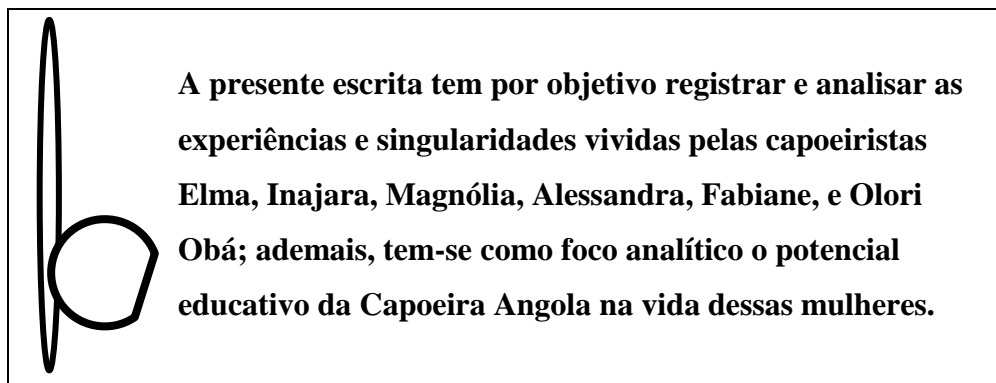 A presente escrita tem por objetivo registrar e analisar as
experiências e singularidades vividas pelas capoeiristas
Elma, Inajara, Magnólia, Alessandra, Fabiane, e Olori
Obá; ademais, tem-se como foco analítico o potencial
educativo da Capoeira Angola na vida dessas mulheres.